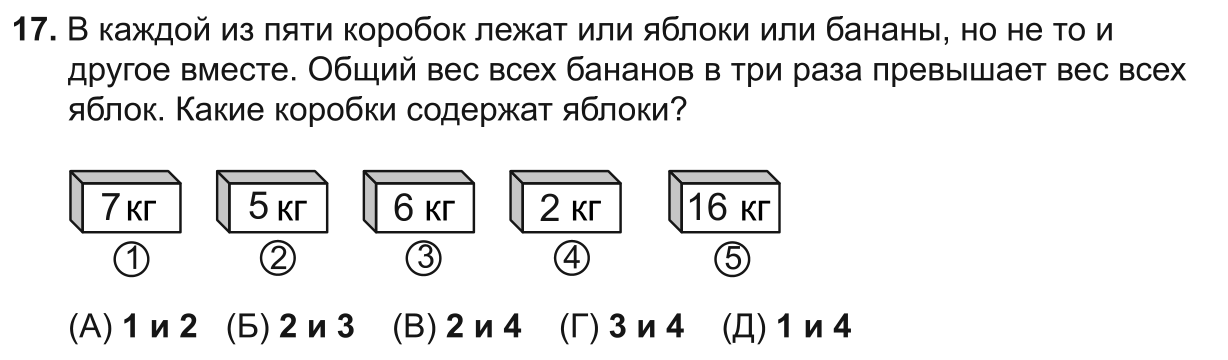 17. В каждой из пяти коробок лежат или яблоки или бананы, но не то и
другое вместе. Общий вес всех бананов в три раза превышает вес всех
яблок. Какие коробки содержат яблоки?
7 кг 5 кг 6 кг 2 кг 16 кг
1 2 3 4 5
(А) 1 и 2 (Б) 2 и 3 (В) 2 и 4 (Г) 3 и 4 (Д) 1 и 4